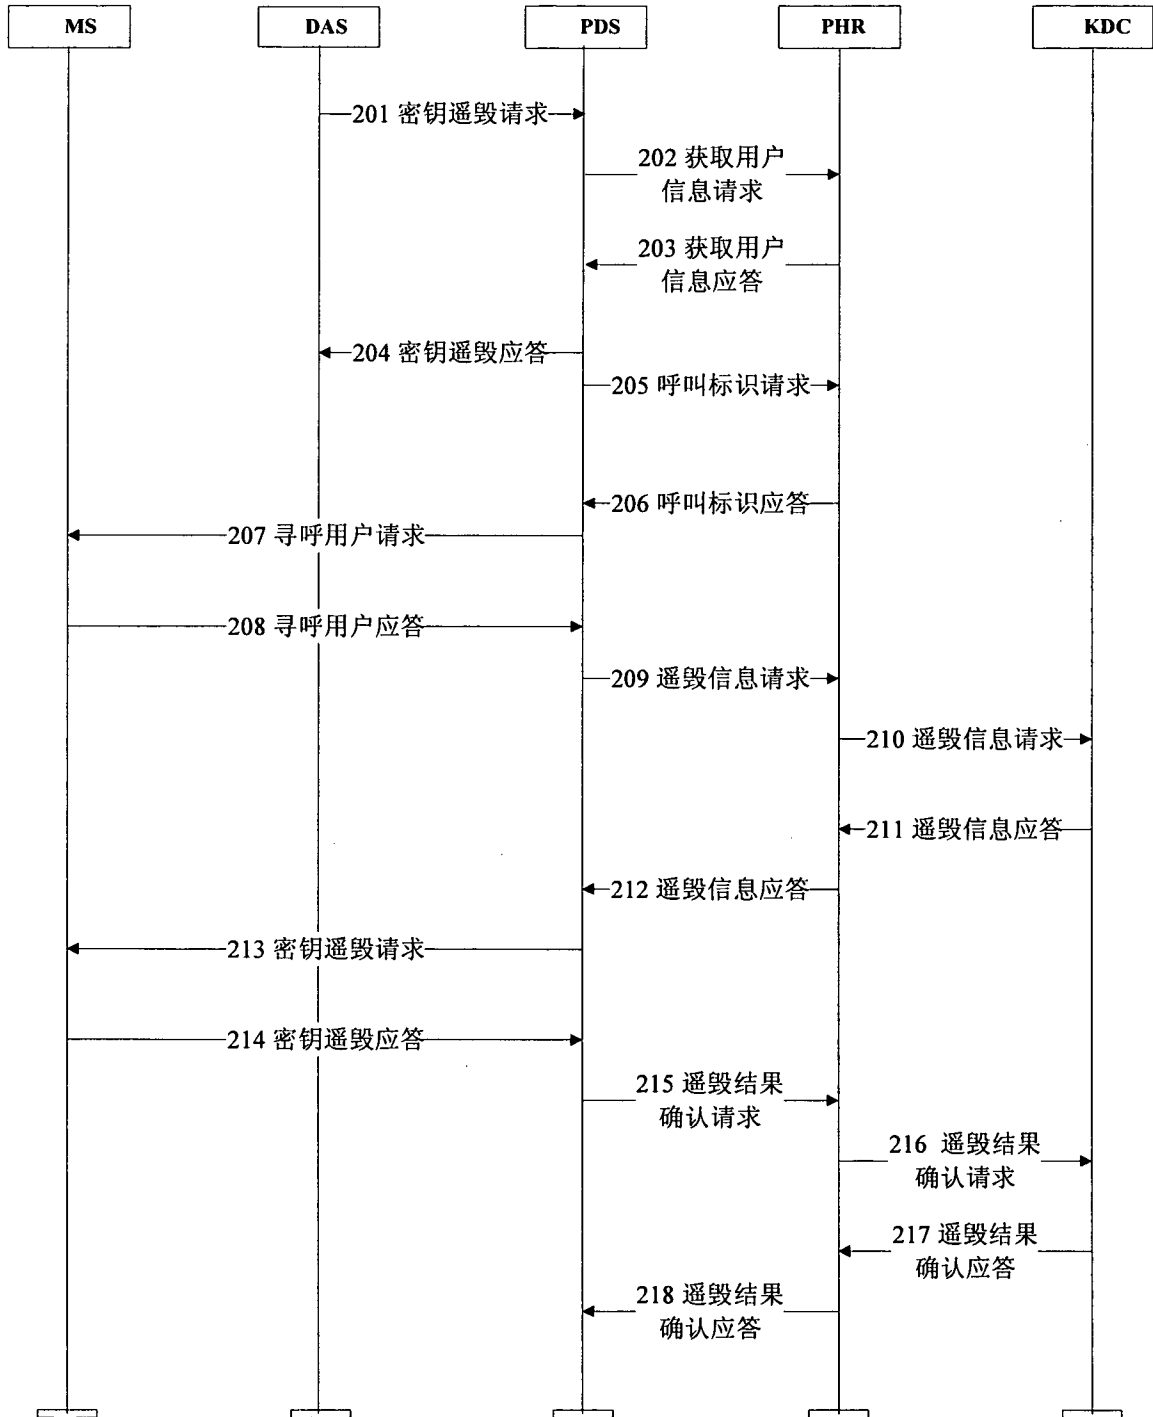 MS
DAS
PDS
PHR
KDC
201 密钥遥毁请求
202 获取用户
信息请求
203 获取用户
信息应答
204 密钥遥毁应答
205 呼叫标识请求
206 呼叫标识应答
207 寻呼用户请求
208 寻呼用户应答
209 遥毁信息请求
210 遥毁信息请求
211 遥毁信息应答
212 遥毁信息应答
213 密钥遥毁请求
214 密钥遥毁应答
215 遥毁结果
确认请求
216 遥毁结果
确认请求
217 遥毁结果
确认应答
218 遥毁结果
确认应答